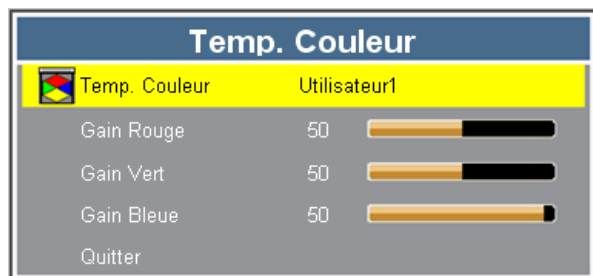 Temp. Couleur
Temp. Couleur Utilisateur1
Gain Rouge 50
Gain Vert 50
Gain Bleue 50
Quitter